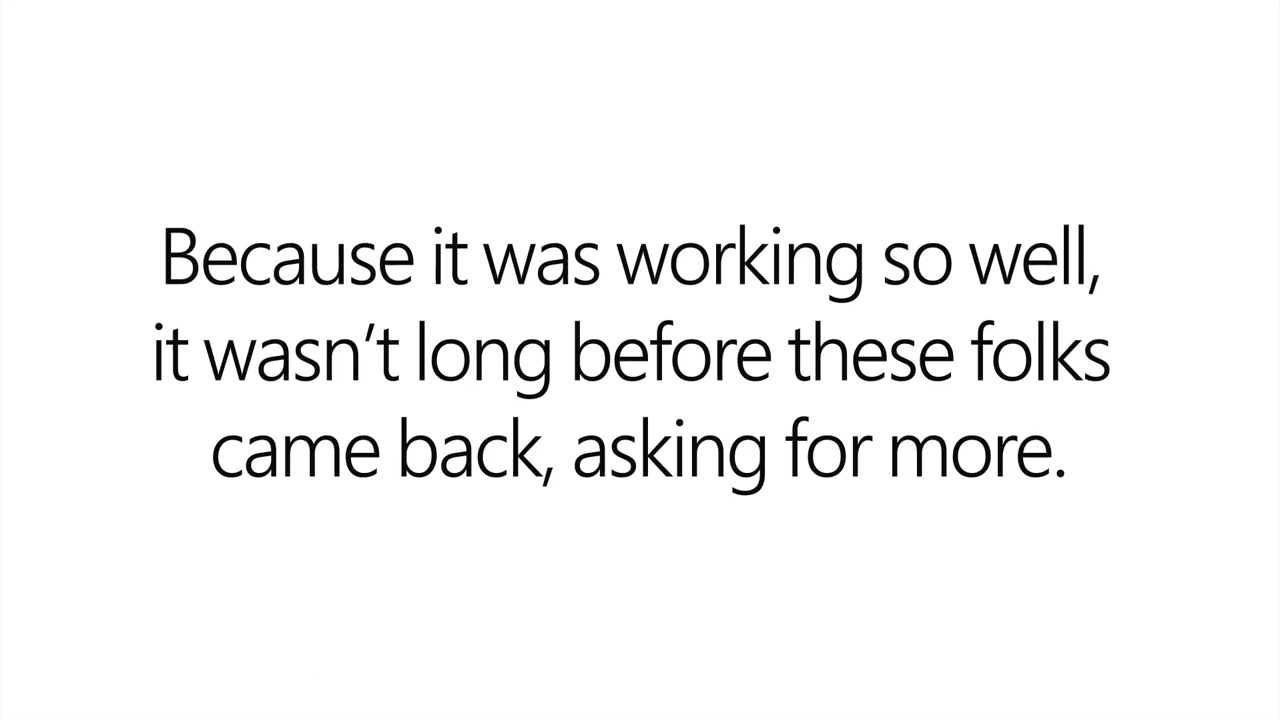 Because it was working so well,
it wasn’t long before these folks
came back, asking for more.